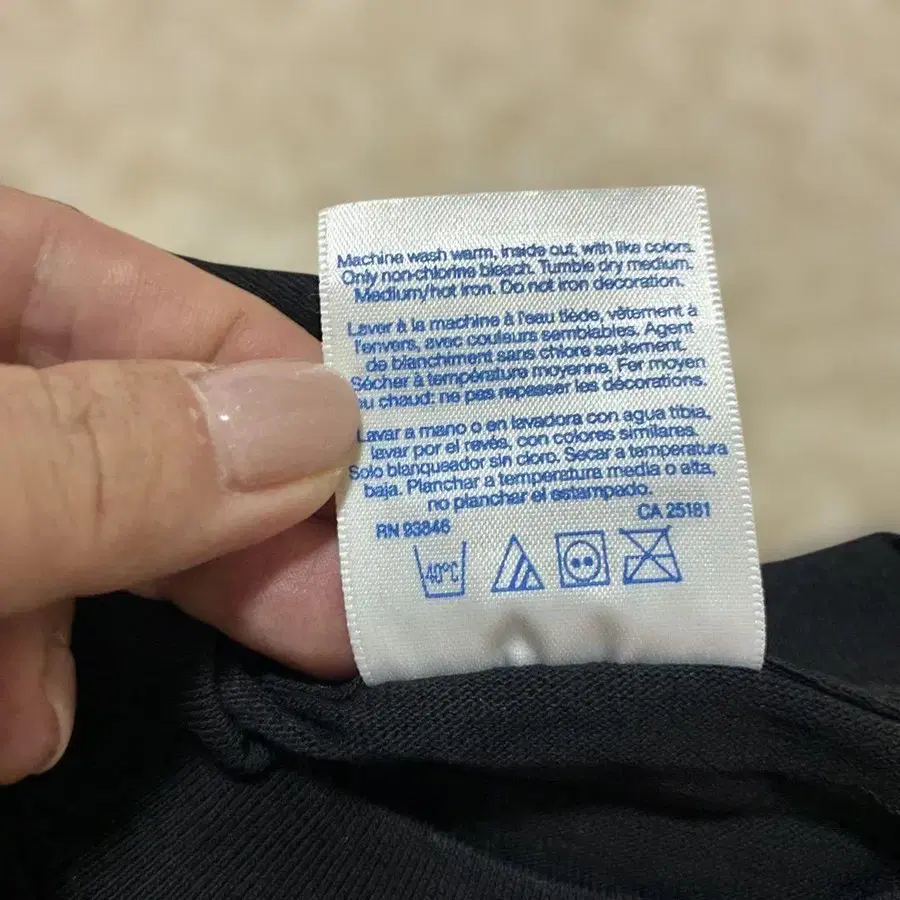 Machine wash warm, inside out, with like colors.
Only non-chlorine bleach. Tumble dry medium.
Medium/hot iron. Do not iron decoration.
Laver à la machine à l'eau tiède, vêtement à
l'envers, avec couleurs semblables. Agent
de blanchiment sans chlore seulement.
Sécher à température moyenne, Fer moyen
u chaud: ne pas repasser les décorations.
Lavar a mano o en lavadora con agua tibia,
lavar por el revés, con colores similares.
Solo blanqueador sin cloro. Secar a temperatura
baja. Planchar a temperatura media o alta,
no planchar el estampado.
RN 93846 CA 25181
40°C